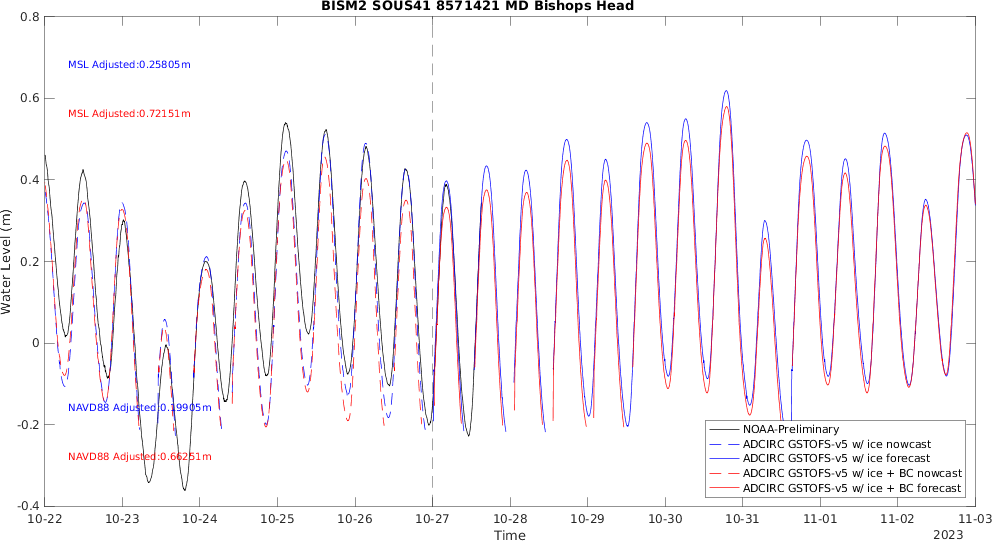 BISM2 SOUS41 8571421 MD Bishops Head
0.8
0.6
0.4
0.2
0
-0.2
-0.4
Water Level (m)
MSL Adjusted:0.25805m
MSL Adjusted:0.72151m
NAVD88 Adjusted:0.19905m
NAVD88 Adjusted:0.66251m
NOAA-Preliminary
ADCIRC GSTOFS-v5 w/ ice nowcast
ADCIRC GSTOFS-v5 w/ ice forecast
ADCIRC GSTOFS-v5 w/ ice + BC nowcast
ADCIRC GSTOFS-v5 w/ ice + BC forecast
10-22 10-23 10-24 10-25 10-26 10-27 10-28 10-29 10-30 10-31 11-01 11-02 11-03
Time
2023